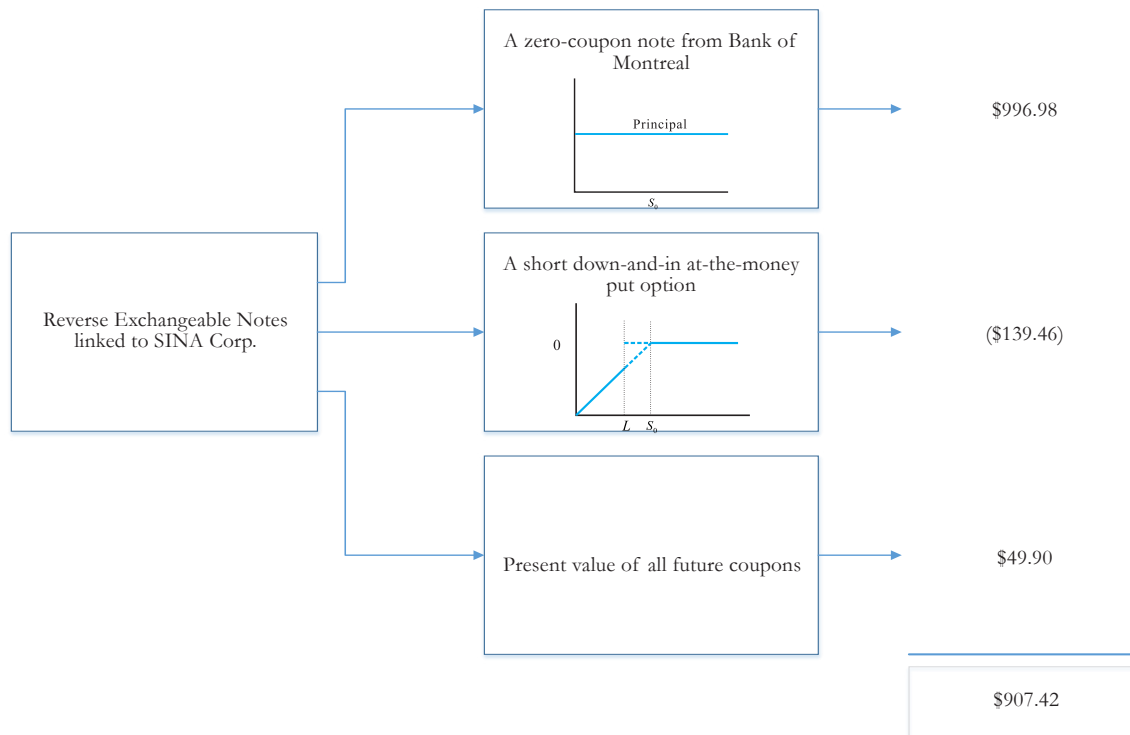 A zero-coupon note from Bank of
Montreal
Principal
S₀
$996.98
Reverse Exchangeable Notes
linked to SINA Corp.
A short down-and-in at-the-money
put option
0
L S₀
($139.46)
Present value of all future coupons
$49.90
$907.42